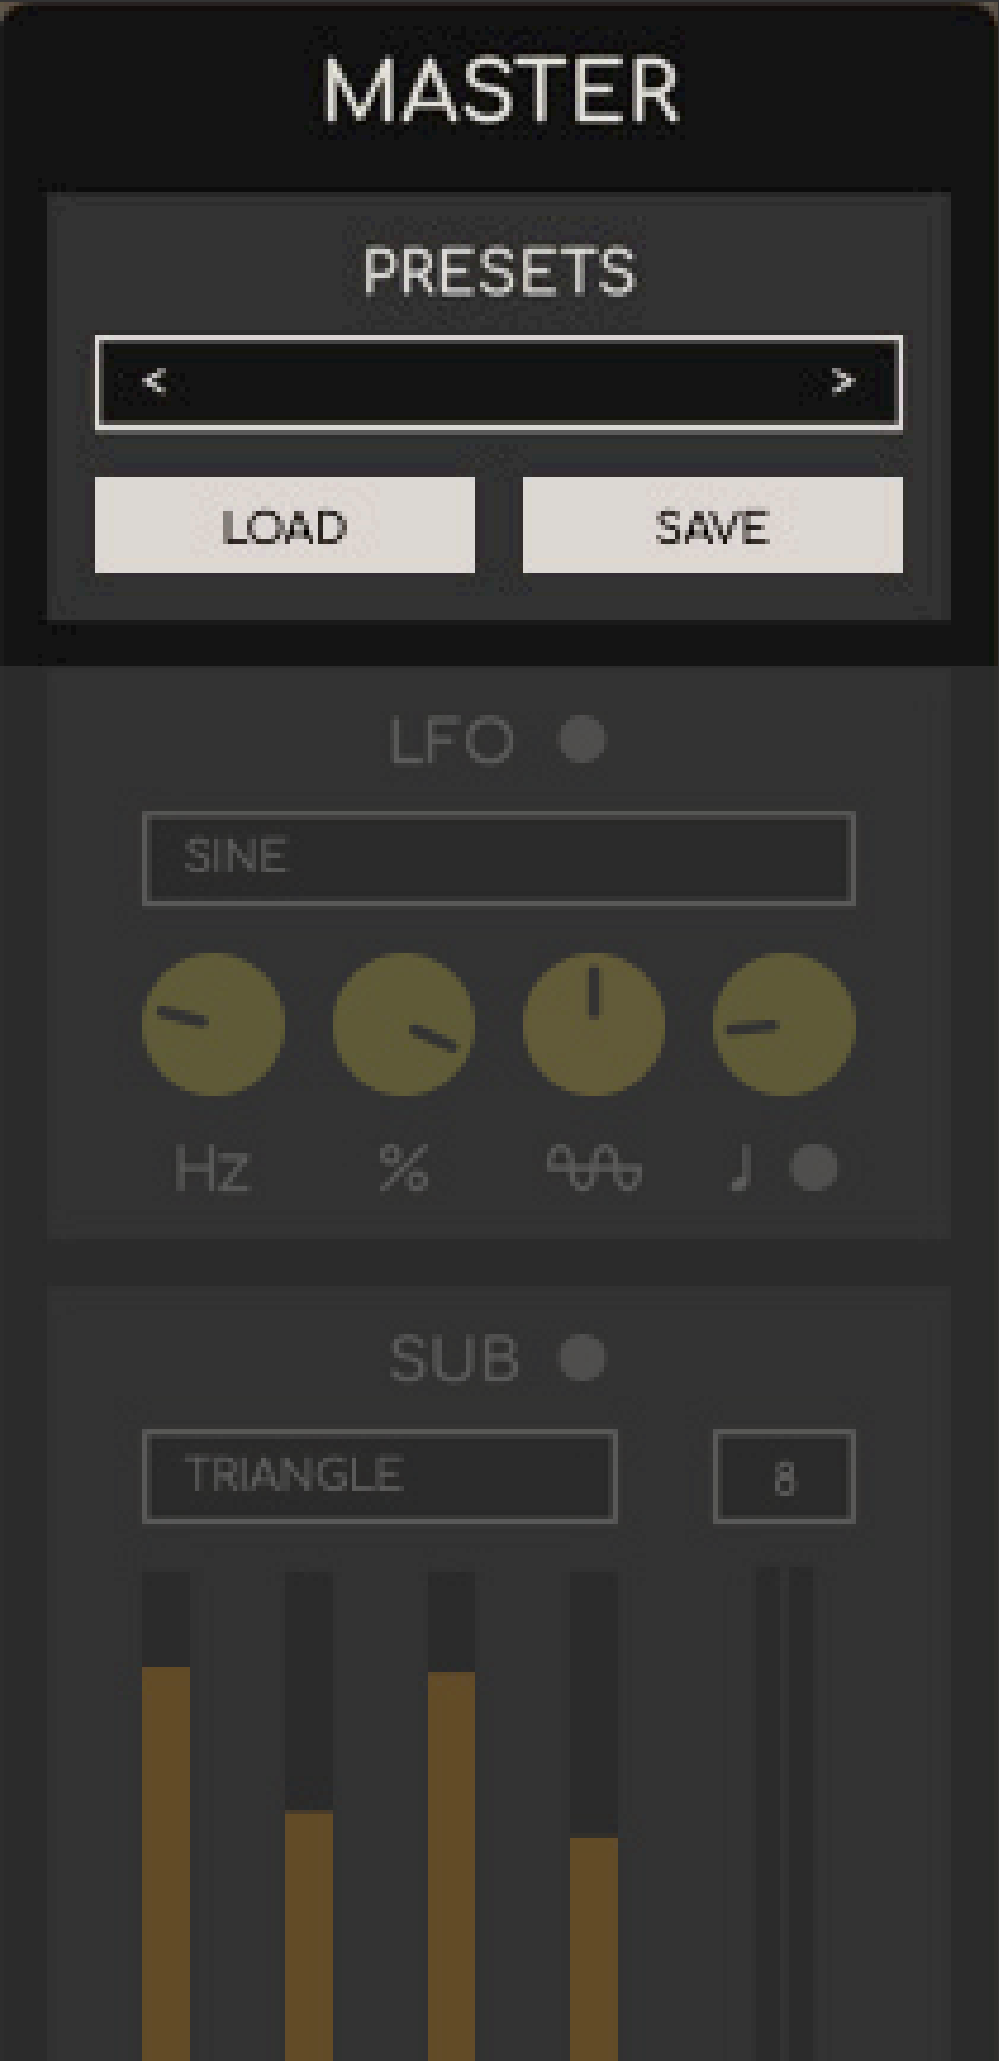 MASTER
PRESETS
< >
LOAD SAVE
LFO
SINE
Hz % ♩
SUB
TRIANGLE 8